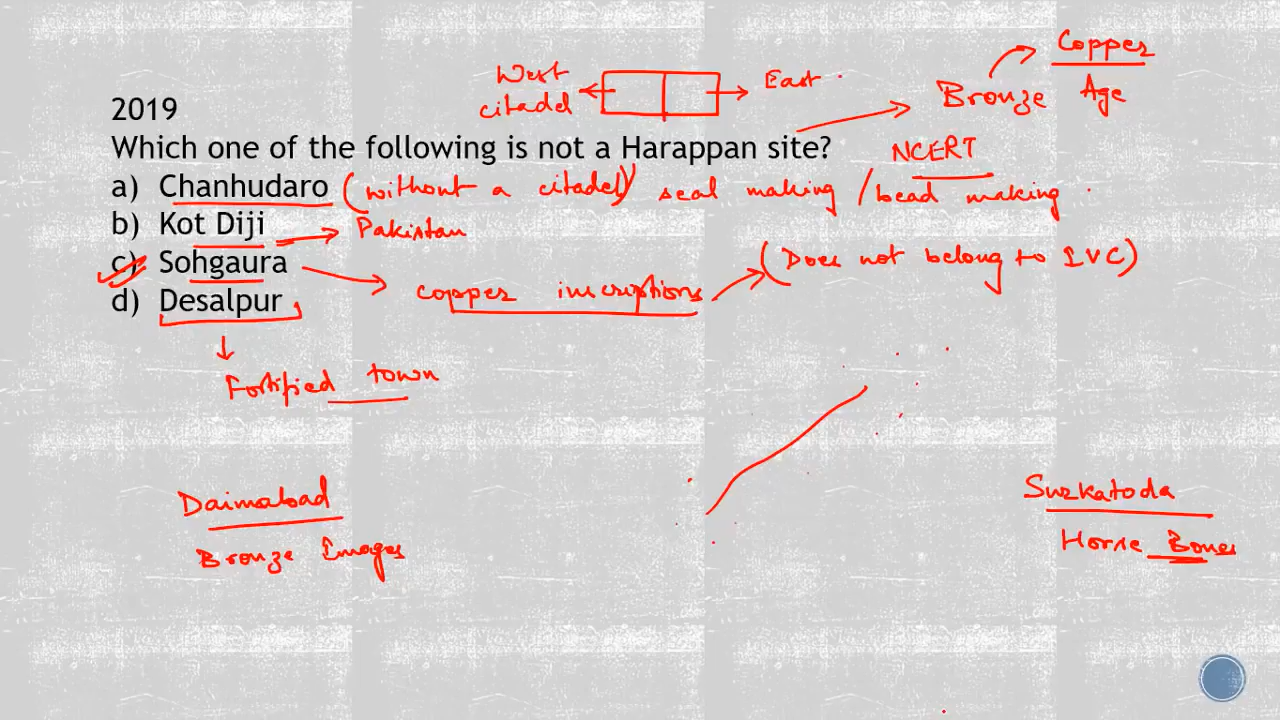 Copper
Age
West
citadel
East
Bronze
2019
Which one of the following is not a Harappan site?
NCERT
a) Chanhudaro (without a citadel) seal making / bead making
b) Kot Diji → Pakistan
c) Sohgaura → copper inscriptions → (Does not belong to IVC)
d) Desalpur
Fortified town
Daimabad
Bronze Images
Surkatoda
Horse Bones